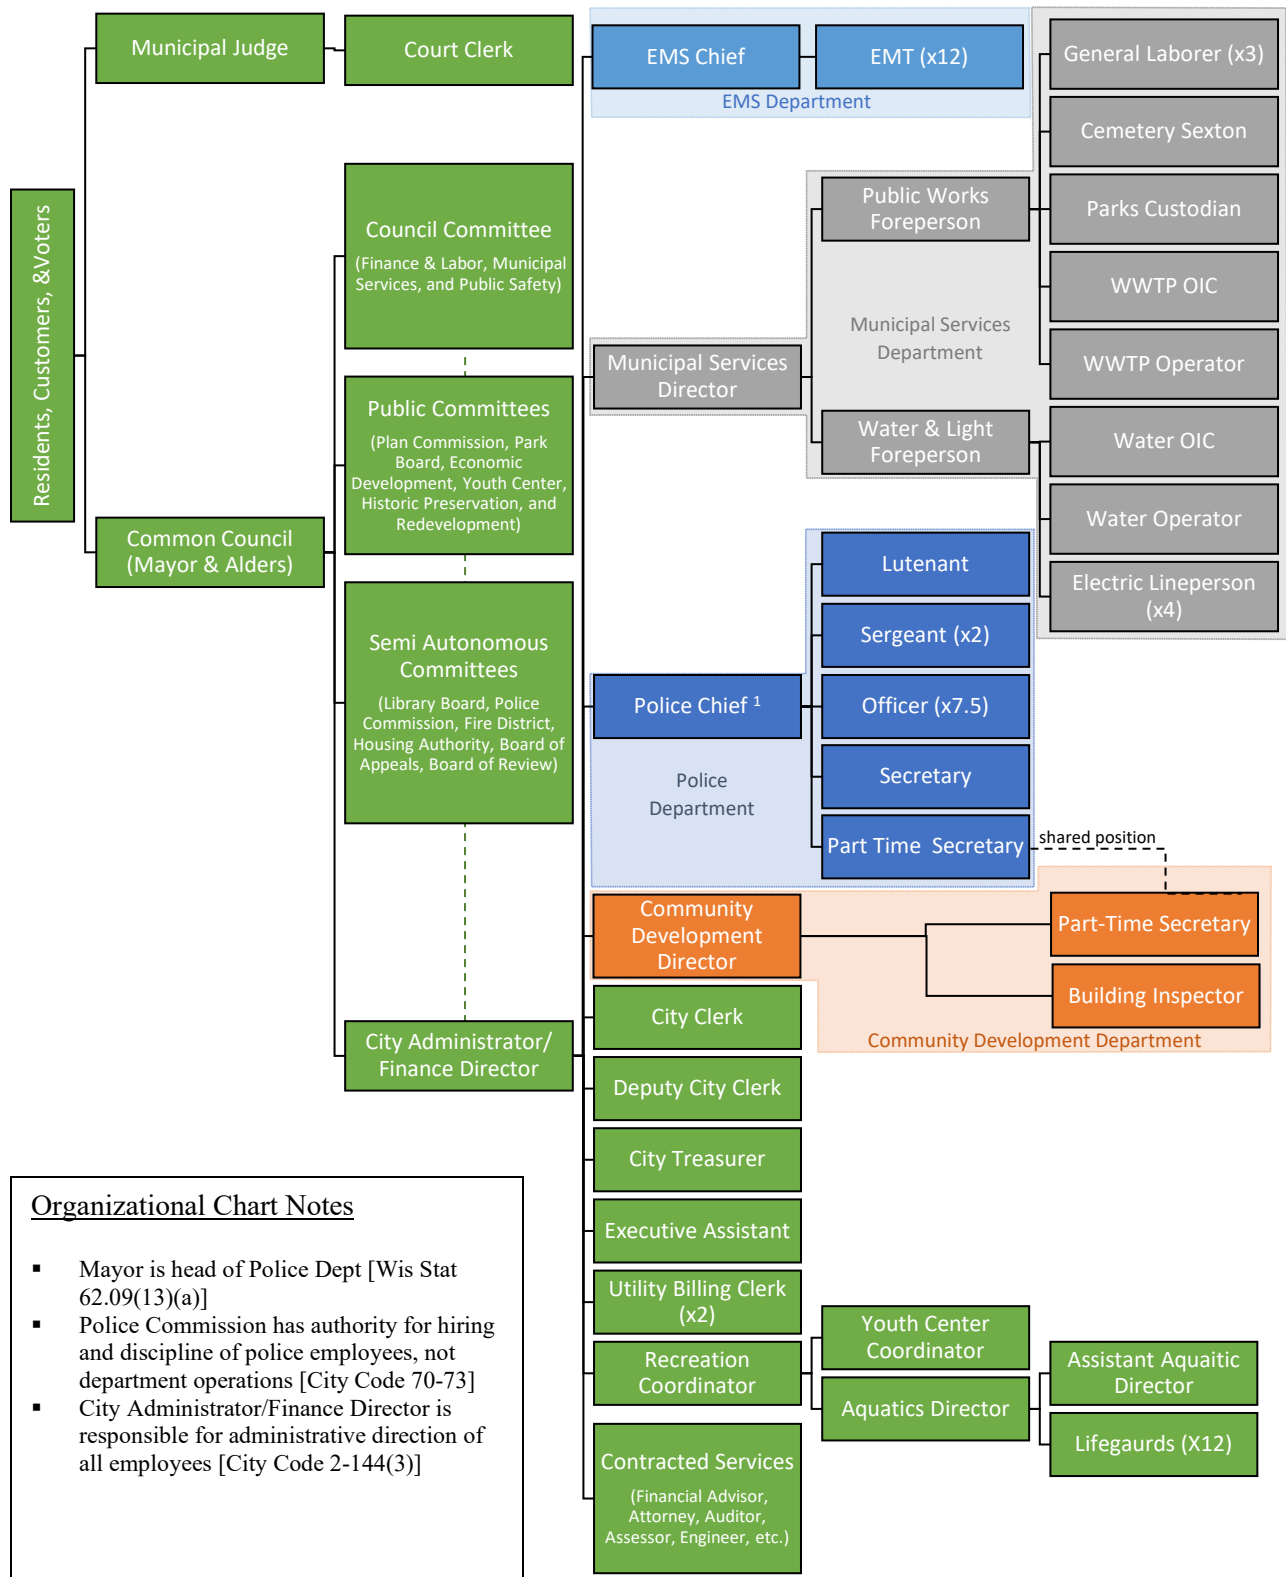 Residents, Customers, &Voters
Municipal Judge
Court Clerk
Common Council
(Mayor & Alders)
Council Committee
(Finance & Labor, Municipal
Services, and Public Safety)
Public Committees
(Plan Commission, Park
Board, Economic
Development, Youth Center,
Historic Preservation, and
Redevelopment)
Semi Autonomous
Committees
(Library Board, Police
Commission, Fire District,
Housing Authority, Board of
Appeals, Board of Review)
City Administrator/
Finance Director
EMS Chief
EMT (x12)
EMS Department
Municipal Services
Director
Public Works
Foreperson
Municipal Services
Department
Water & Light
Foreperson
General Laborer (x3)
Cemetery Sexton
Parks Custodian
WWTP OIC
WWTP Operator
Water OIC
Water Operator
Electric Lineperson
(x4)
Police Chief 1
Police
Department
Lutenant
Sergeant (x2)
Officer (x7.5)
Secretary
Part Time  Secretary
shared position
Community
Development
Director
Part-Time Secretary
Building Inspector
Community Development Department
City Clerk
Deputy City Clerk
City Treasurer
Executive Assistant
Utility Billing Clerk
(x2)
Recreation
Coordinator
Youth Center
Coordinator
Aquatics Director
Assistant Aquaitic
Director
Lifegaurds (X12)
Contracted Services
(Financial Advisor,
Attorney, Auditor,
Assessor, Engineer, etc.)
Organizational Chart Notes
▪ Mayor is head of Police Dept [Wis Stat
62.09(13)(a)]
▪ Police Commission has authority for hiring
and discipline of police employees, not
department operations [City Code 70-73]
▪ City Administrator/Finance Director is
responsible for administrative direction of
all employees [City Code 2-144(3)]